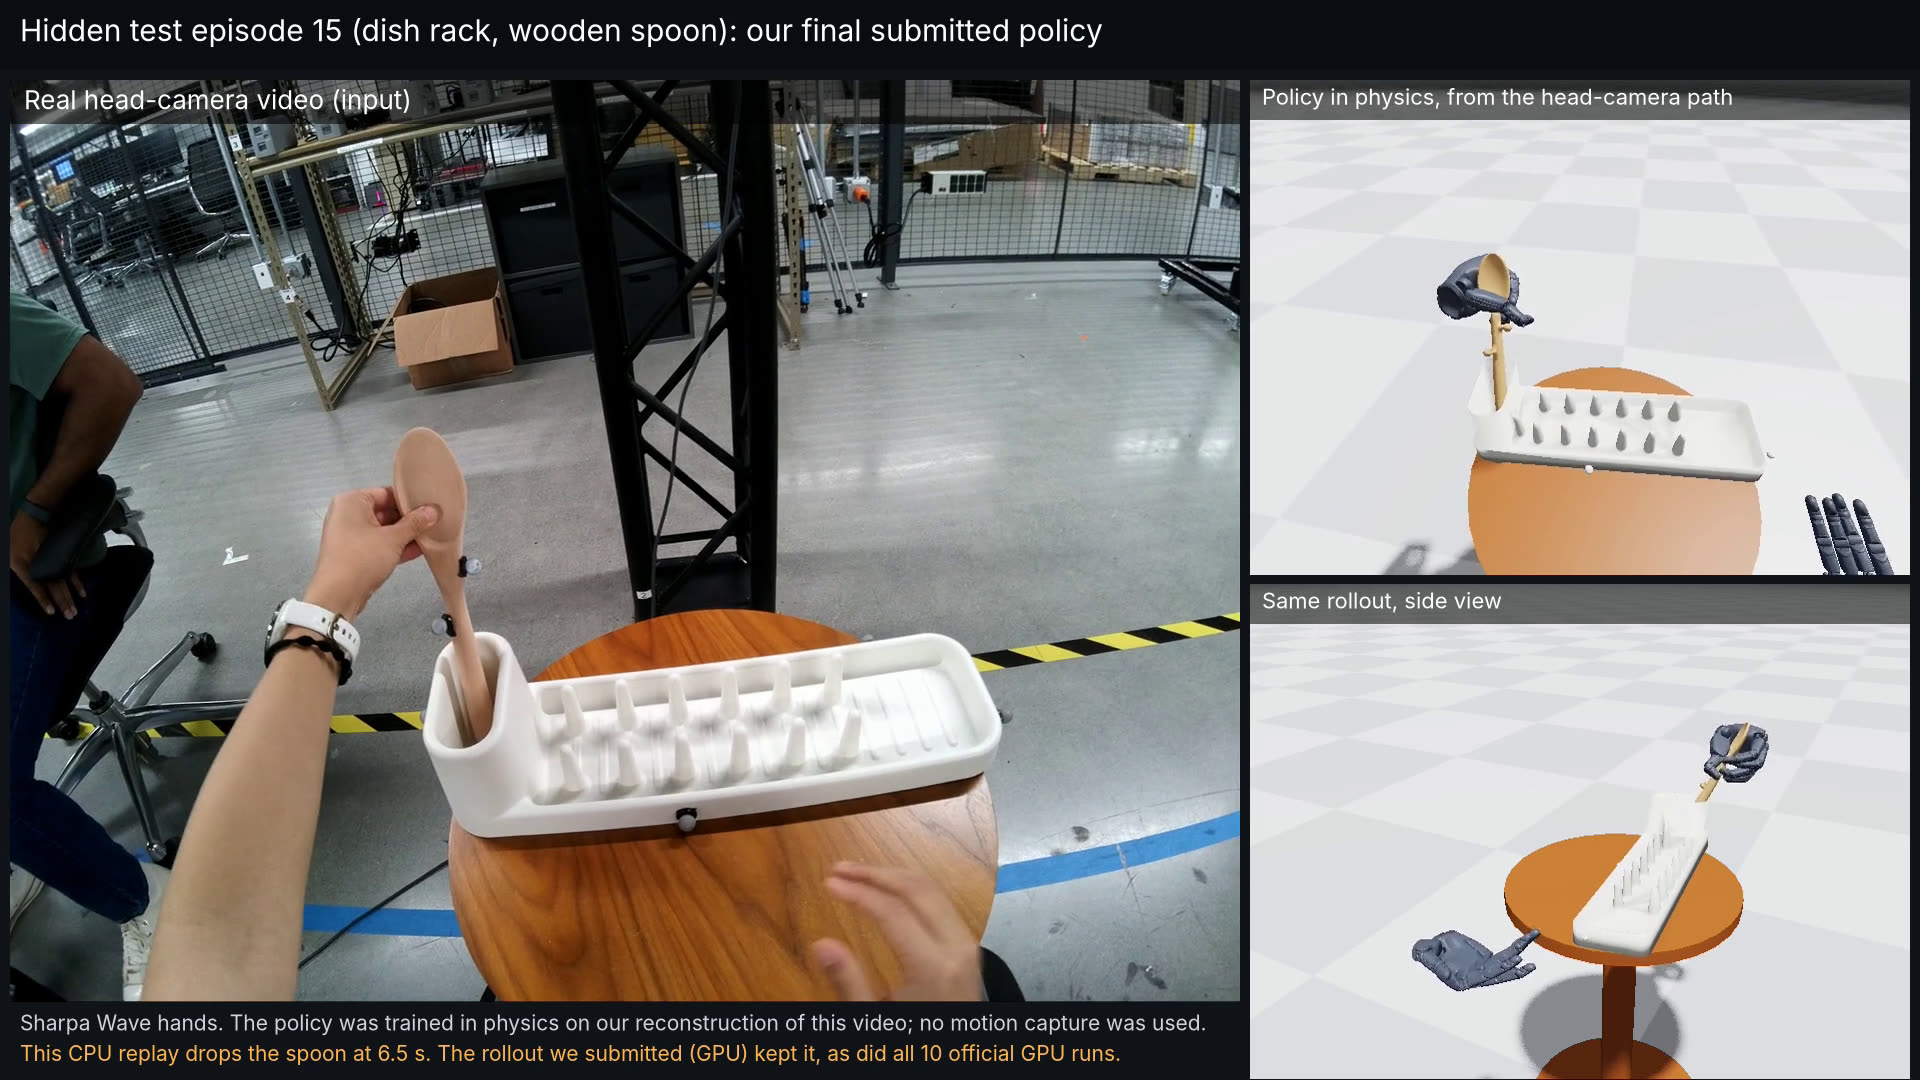 Hidden test episode 15 (dish rack, wooden spoon): our final submitted policy
Real head-camera video (input)
Policy in physics, from the head-camera path
Same rollout, side view
Sharpa Wave hands. The policy was trained in physics on our reconstruction of this video; no motion capture was used.
This CPU replay drops the spoon at 6.5 s. The rollout we submitted (GPU) kept it, as did all 10 official GPU runs.